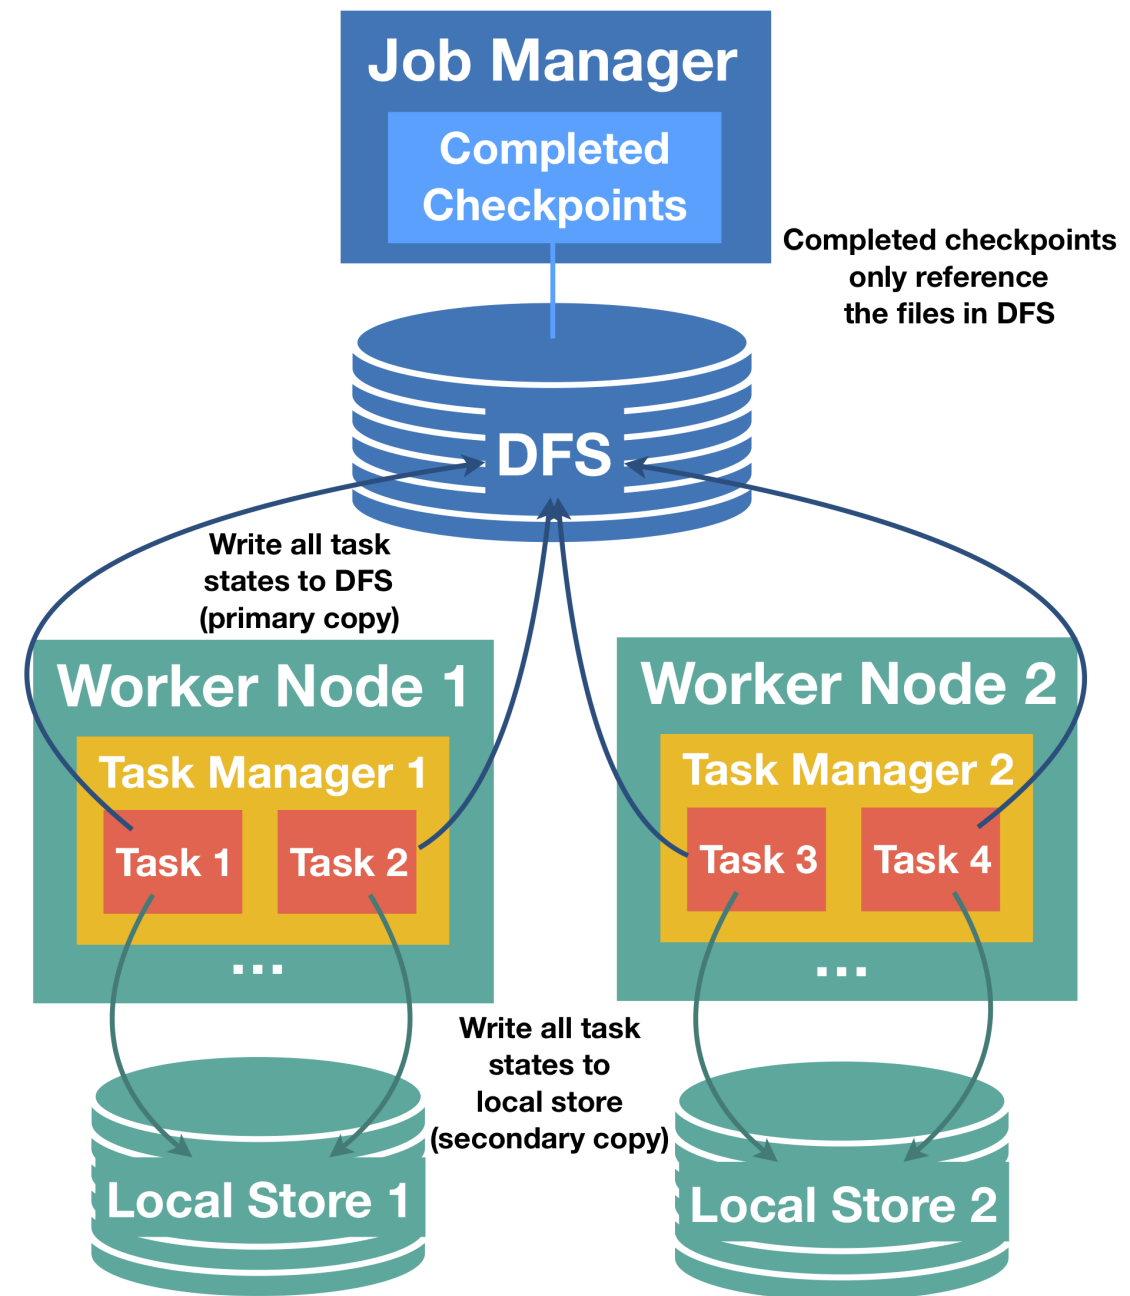 Job Manager
Completed
Checkpoints
Completed checkpoints
only reference
the files in DFS
DFS
Write all task
states to DFS
(primary copy)
Worker Node 1
Task Manager 1
Task 1
Task 2
...
Worker Node 2
Task Manager 2
Task 3
Task 4
...
Write all task
states to
local store
(secondary copy)
Local Store 1
Local Store 2